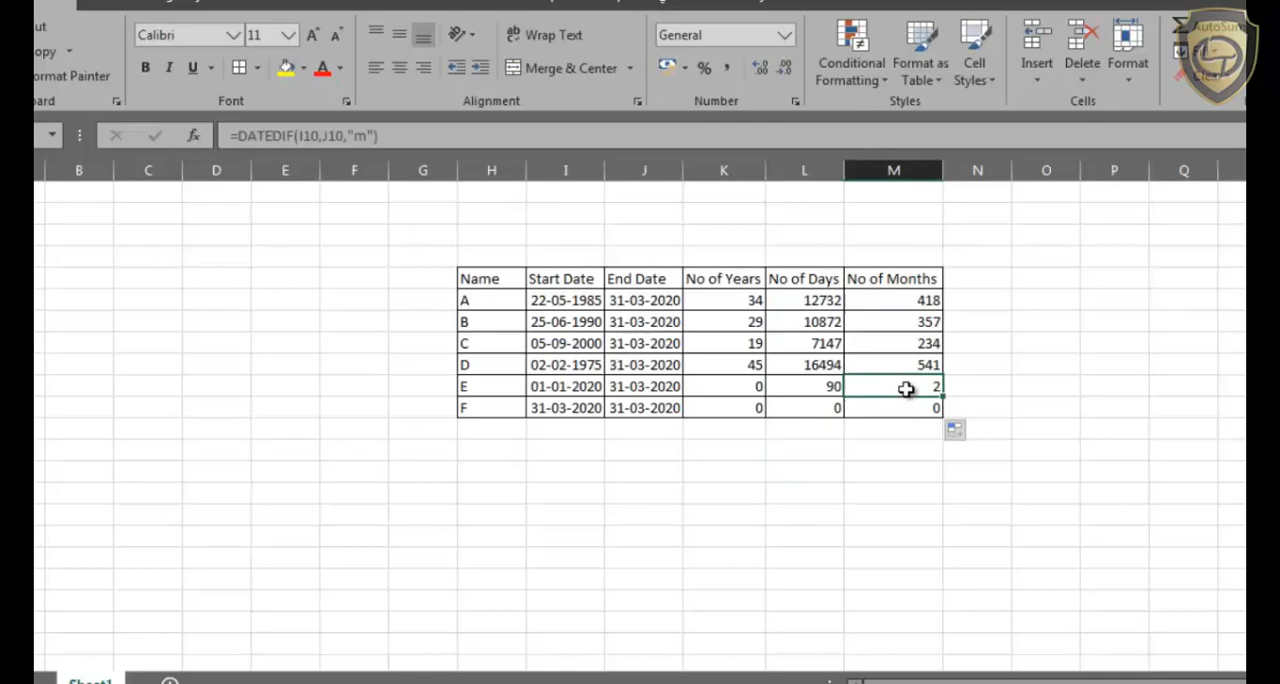 ut
Calibri 11 A A Wrap Text General AutoSum
opy
ormat Painter B I U A Merge & Center % , Conditional Formatting Format as Table Cell Styles Insert Delete Format
ard Font Alignment Number Styles Cells
fx =DATEDIF(I10,J10,"m")
B C D E F G H I J K L M N O P Q
Name Start Date End Date No of Years No of Days No of Months
A 22-05-1985 31-03-2020 34 12732 418
B 25-06-1990 31-03-2020 29 10872 357
C 05-09-2000 31-03-2020 19 7147 234
D 02-02-1975 31-03-2020 45 16494 541
E 01-01-2020 31-03-2020 0 90 2
F 31-03-2020 31-03-2020 0 0 0
Sheet1